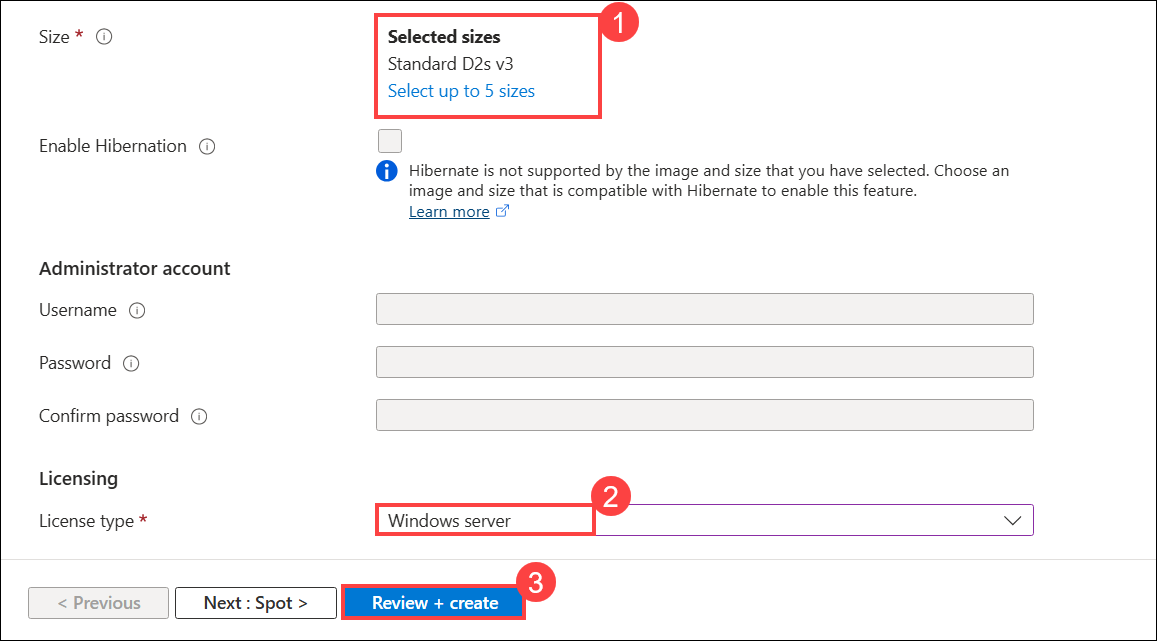 Size *
Selected sizes
1
Standard D2s v3
Select up to 5 sizes
Enable Hibernation
Hibernate is not supported by the image and size that you have selected. Choose an
image and size that is compatible with Hibernate to enable this feature.
Learn more
Administrator account
Username
Password
Confirm password
Licensing
License type *
Windows server
2
< Previous
Next : Spot >
Review + create
3